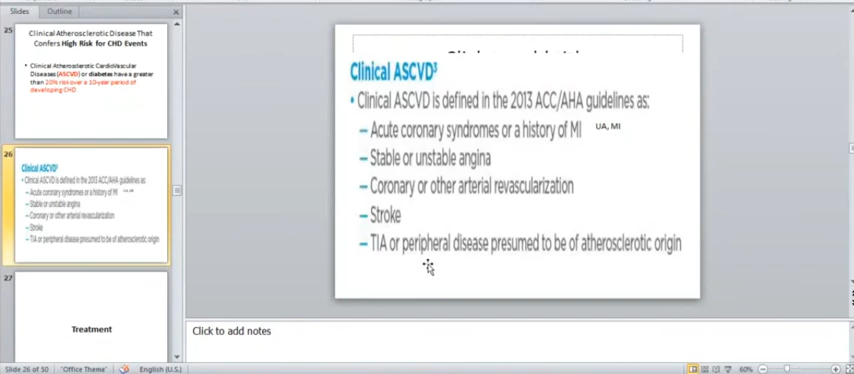 Slides Outline
25
Clinical Atherosclerotic Disease That
Confers High Risk for CHD Events
• Clinical Atherosclerotic CardioVascular
Diseases (ASCVD) or diabetes have a greater
than 20% risk over a 10-year period of
developing CHD
26
Clinical ASCVD³
• Clinical ASCVD is defined in the 2013 ACC/AHA guidelines as:
– Acute coronary syndromes or a history of MI
– Stable or unstable angina
– Coronary or other arterial revascularization
– Stroke
– TIA or peripheral disease presumed to be of atherosclerotic origin
27
Treatment
Clinical ASCVD³
• Clinical ASCVD is defined in the 2013 ACC/AHA guidelines as:
– Acute coronary syndromes or a history of MI UA, MI
– Stable or unstable angina
– Coronary or other arterial revascularization
– Stroke
– TIA or peripheral disease presumed to be of atherosclerotic origin
Click to add notes
Slide 26 of 50 "Office Theme" English (U.S.) 60%